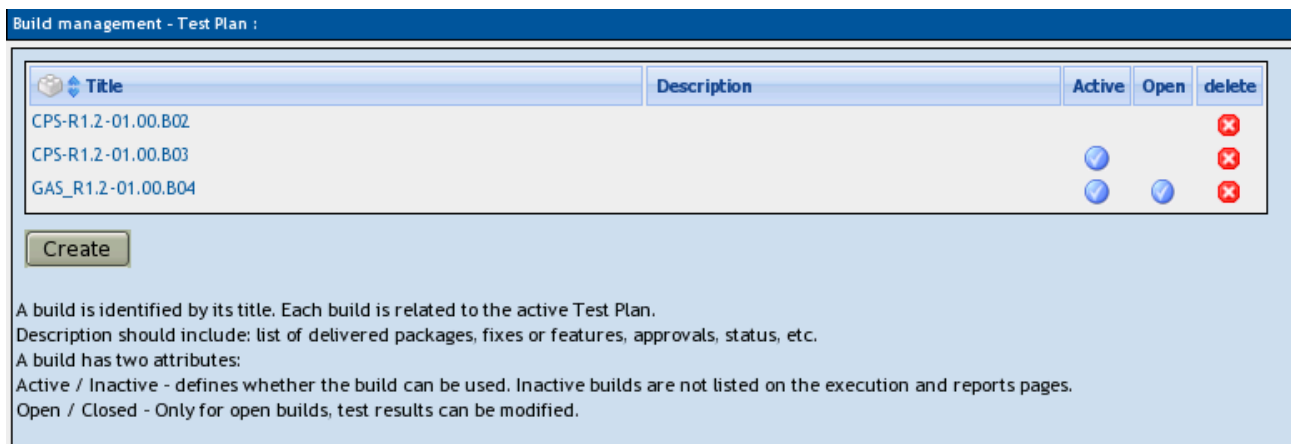 Build management - Test Plan :
Title Description Active Open delete
CPS-R1.2-01.00.B02
CPS-R1.2-01.00.B03
GAS_R1.2-01.00.B04
Create
A build is identified by its title. Each build is related to the active Test Plan.
Description should include: list of delivered packages, fixes or features, approvals, status, etc.
A build has two attributes:
Active / Inactive - defines whether the build can be used. Inactive builds are not listed on the execution and reports pages.
Open / Closed - Only for open builds, test results can be modified.